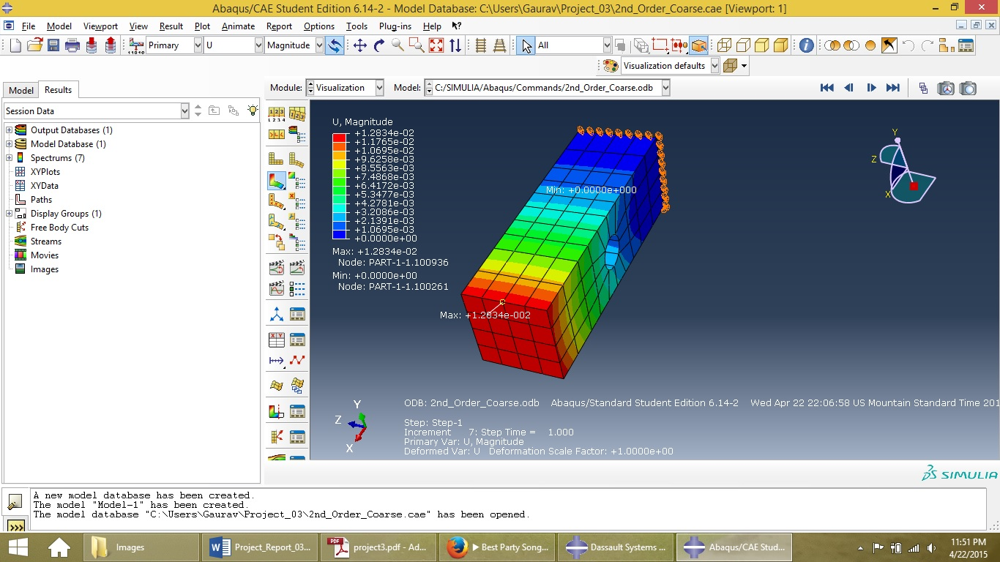 Abaqus/CAE Student Edition 6.14-2 - Model Database: C:\Users\Gaurav\Project_03\2nd_Order_Coarse.cae [Viewport: 1]
File Model Viewport View Result Plot Animate Report Options Tools Plug-ins Help
Primary U Magnitude All
Visualization defaults
Model Results
Module: Visualization Model: C:/SIMULIA/Abaqus/Commands/2nd_Order_Coarse.odb
Session Data
Output Databases (1)
Model Database (1)
Spectrums (7)
XYPlots
XYData
Paths
Display Groups (1)
Free Body Cuts
Streams
Movies
Images
U, Magnitude
+1.2834e-02
+1.1765e-02
+1.0695e-02
+9.6258e-03
+8.5563e-03
+7.4868e-03
+6.4172e-03
+5.3477e-03
+4.2781e-03
+3.2086e-03
+2.1391e-03
+1.0695e-03
+0.0000e+00
Max: +1.2834e-02
Node: PART-1-1.100936
Min: +0.0000e+00
Node: PART-1-1.100261
Min: +0.0000e+000
Max: +1.2834e-002
Y
Z
X
Y
Z
X
ODB: 2nd_Order_Coarse.odb Abaqus/Standard Student Edition 6.14-2 Wed Apr 22 22:06:58 US Mountain Standard Time 201
Step: Step-1
Increment 7: Step Time = 1.000
Primary Var: U, Magnitude
Deformed Var: U Deformation Scale Factor: +1.0000e+00
SIMULIA
A new model database has been created.
The model "Model-1" has been created.
The model database "C:\Users\Gaurav\Project_03\2nd_Order_Coarse.cae" has been opened.
Images
Project_Report_03...
project3.pdf - Ad...
Best Party Song...
Dassault Systems ...
Abaqus/CAE Stud...
11:51 PM
4/22/2015